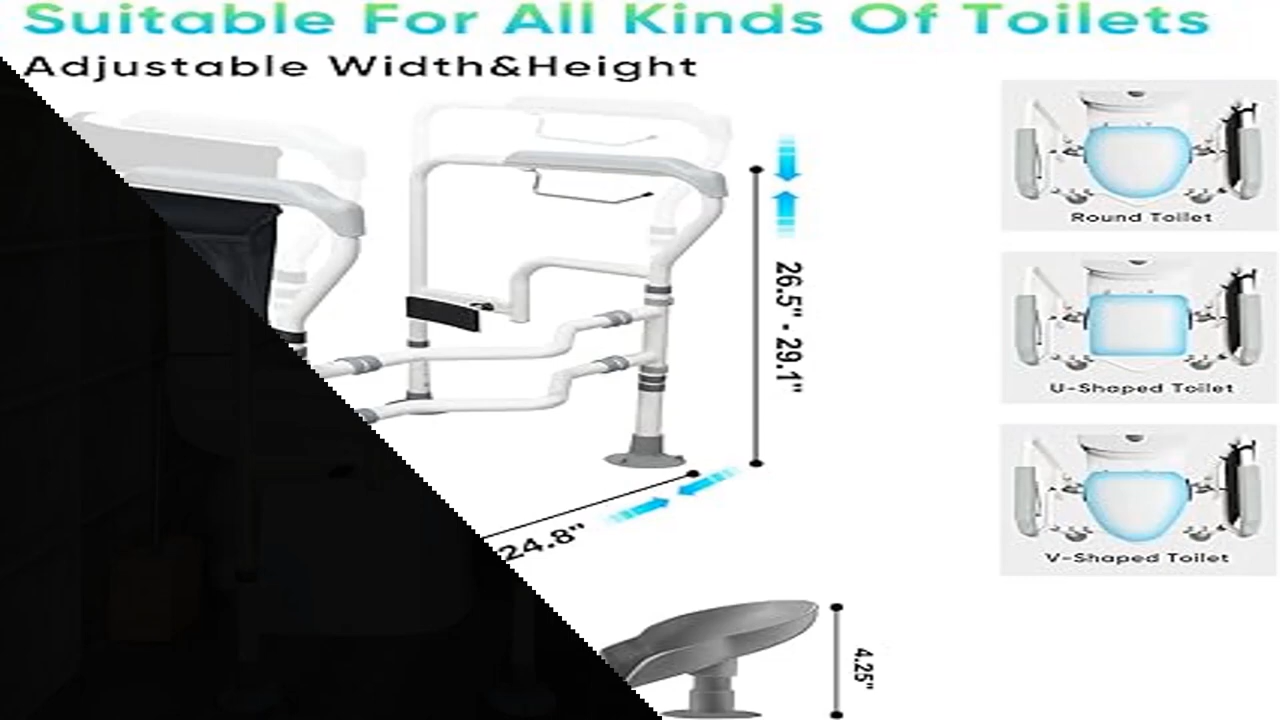 Suitable For All Kinds Of Toilets
Adjustable Width&Height
Round Toilet
26.5" - 29.1"
U-Shaped Toilet
24.8"
V-Shaped Toilet
4.25"